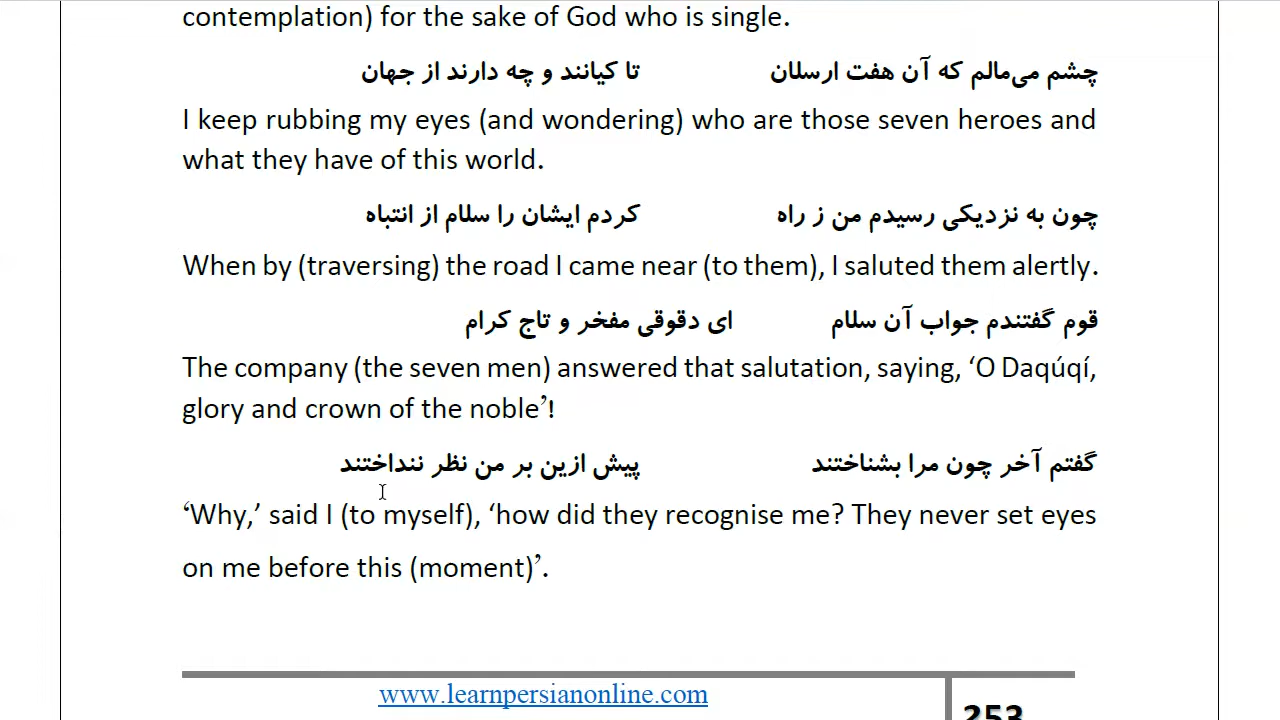 contemplation) for the sake of God who is single.
چشم می‌مالم که آن هفت ارسلان تا کیانند و چه دارند از جهان
I keep rubbing my eyes (and wondering) who are those seven heroes and
what they have of this world.
چون به نزدیکی رسیدم من ز راه کردم ایشان را سلام از انتباه
When by (traversing) the road I came near (to them), I saluted them alertly.
قوم گفتندم جواب آن سلام ای دقوقی مفخر و تاج کرام
The company (the seven men) answered that salutation, saying, ‘O Daqúqí,
glory and crown of the noble’!
گفتم آخر چون مرا بشناختند پیش ازین بر من نظر ننداختند
‘Why,’ said I (to myself), ‘how did they recognise me? They never set eyes
on me before this (moment)’.
www.learnpersianonline.com
253